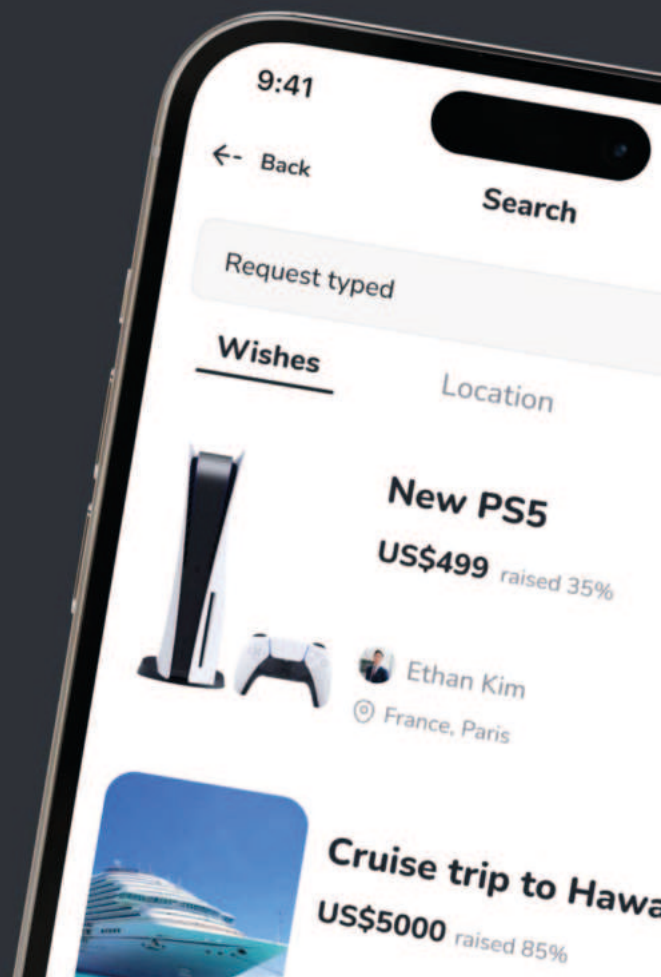 9:41
Back
Search
Request typed
Wishes Location
New PS5
US$499 raised 35%
Ethan Kim
France, Paris
Cruise trip to
US$5000 raised 85%